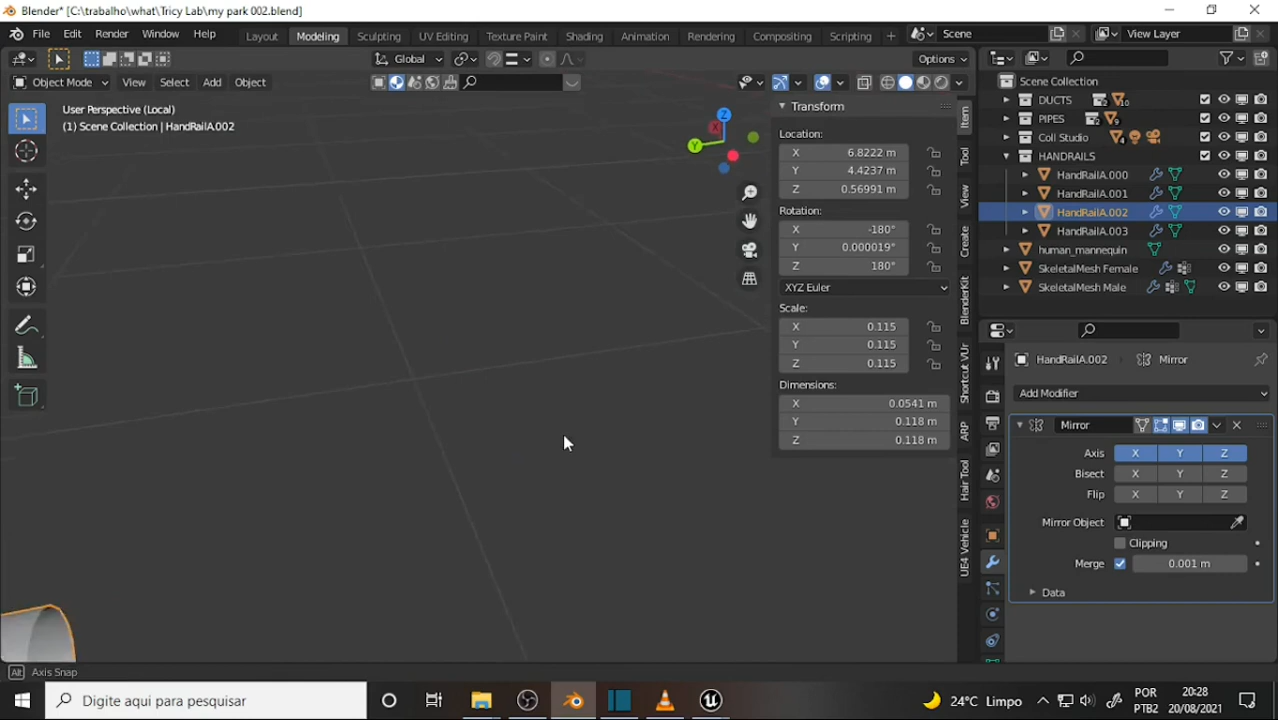 Blender* [C:\trabalho\what\Tricy Lab\my park 002.blend]
File Edit Render Window Help
Layout Modeling Sculpting UV Editing Texture Paint Shading Animation Rendering Compositing Scripting
Scene
View Layer
Global
Options
Object Mode View Select Add Object
User Perspective (Local)
(1) Scene Collection | HandRailA.002
Y
Z
X
Transform
Location:
X 6.8222 m
Y 4.4237 m
Z 0.56991 m
Rotation:
X -180°
Y 0.000019°
Z 180°
XYZ Euler
Scale:
X 0.115
Y 0.115
Z 0.115
Dimensions:
X 0.0541 m
Y 0.118 m
Z 0.118 m
Item
Tool
View
Create
BlenderKit
Shortcut VUr
ARP
Hair Tool
UE4 Vehicle
Scene Collection
DUCTS 2 10
PIPES 2 9
Coll Studio 4
HANDRAILS
HandRailA.000
HandRailA.001
HandRailA.002
HandRailA.003
human_mannequin
SkeletalMesh Female
SkeletalMesh Male
HandRailA.002 Mirror
Add Modifier
Mirror
Axis X Y Z
Bisect X Y Z
Flip X Y Z
Mirror Object
Clipping
Merge 0.001 m
Data
Alt Axis Snap
Digite aqui para pesquisar
24°C Limpo
POR
PTB2
20:28
20/08/2021